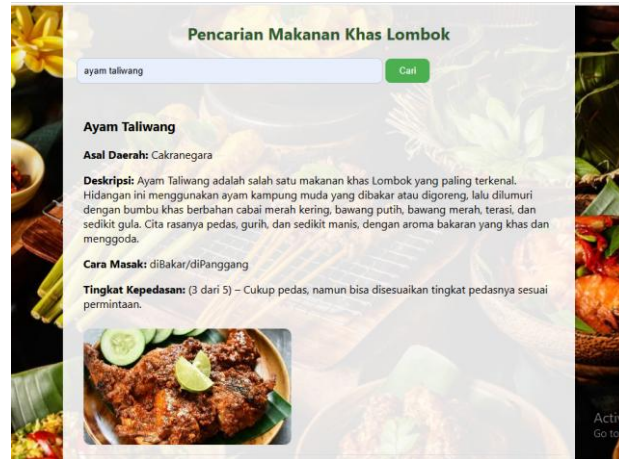 Pencarian Makanan Khas Lombok
ayam taliwang
Cari
Ayam Taliwang
Asal Daerah: Cakranegara
Deskripsi: Ayam Taliwang adalah salah satu makanan khas Lombok yang paling terkenal.
Hidangan ini menggunakan ayam kampung muda yang dibakar atau digoreng, lalu dilumuri
dengan bumbu khas berbahan cabai merah kering, bawang putih, bawang merah, terasi, dan
sedikit gula. Cita rasanya pedas, gurih, dan sedikit manis, dengan aroma bakaran yang khas dan
menggoda.
Cara Masak: diBakar/diPanggang
Tingkat Kepedasan: (3 dari 5) – Cukup pedas, namun bisa disesuaikan tingkat pedasnya sesuai
permintaan.
Acti
Go to